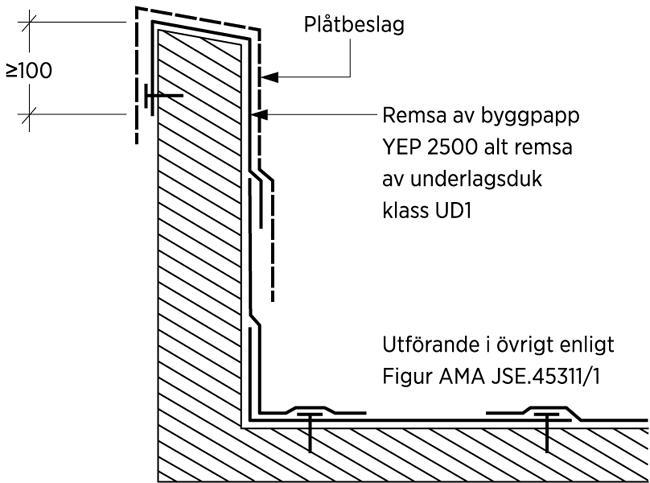 Plåtbeslag
≥100
Remsa av byggpapp
YEP 2500 alt remsa
av underlagsduk
klass UD1
Utförande i övrigt enligt
Figur AMA JSE.45311/1